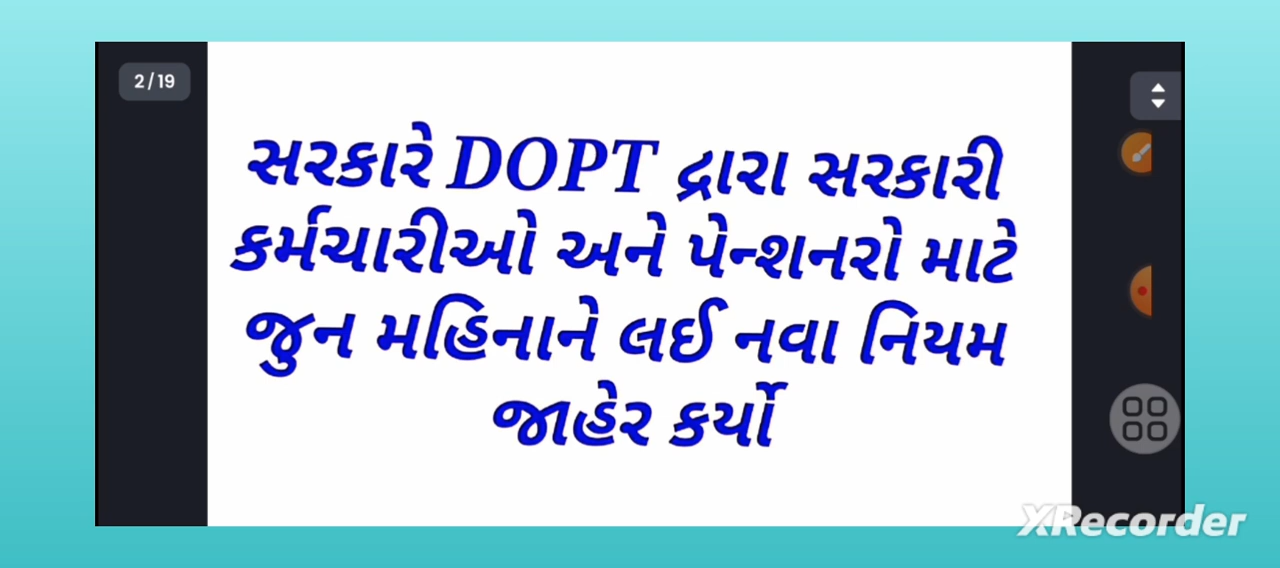 2/19
સરકારે DOPT દ્રારા સરકારી
કર્મચારીઓ અને પેન્શનરો માટે
જુન મહિનાને લઈ નવા નિયમ
જાહેર કર્યો
XRecorder